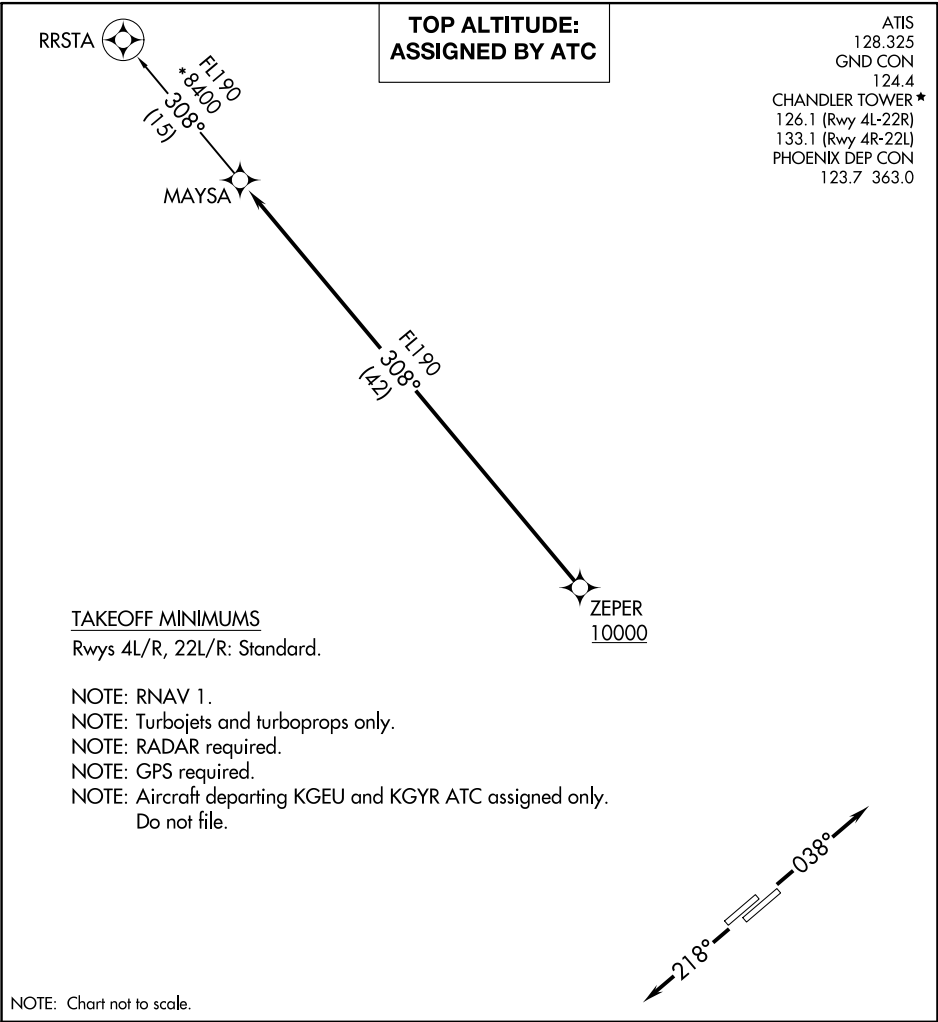 TOP ALTITUDE:
ASSIGNED BY ATC
ATIS
128.325
GND CON
124.4
CHANDLER TOWER★
126.1 (Rwy 4L-22R)
133.1 (Rwy 4R-22L)
PHOENIX DEP CON
123.7 363.0
RRSTA
FL190
*8400
308°
(15)
MAYSA
FL190
308°
(42)
ZEPER
10000
TAKEOFF MINIMUMS
Rwys 4L/R, 22L/R: Standard.
NOTE: RNAV 1.
NOTE: Turbojets and turboprops only.
NOTE: RADAR required.
NOTE: GPS required.
NOTE: Aircraft departing KGEU and KGYR ATC assigned only.
Do not file.
038°
218°
NOTE: Chart not to scale.